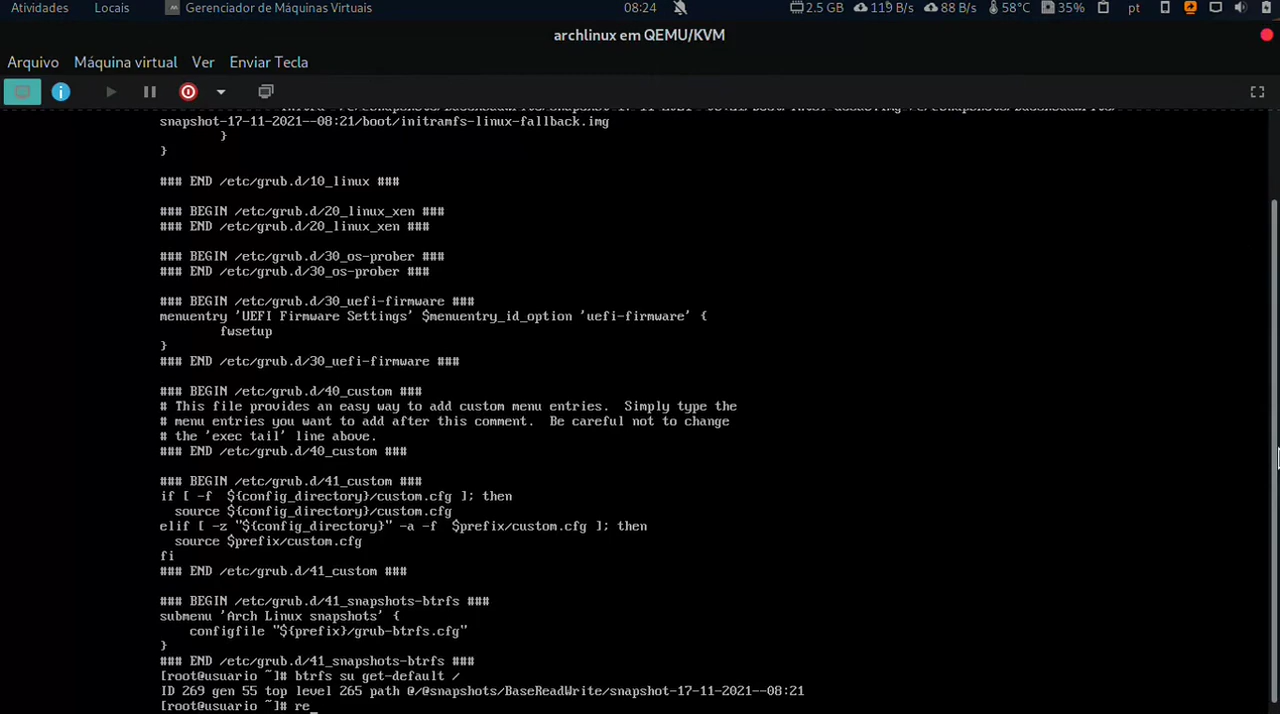 Atividades Locais Gerenciador de Máquinas Virtuais 08:24 2.5 GB 119 B/s 88 B/s 58°C 35% pt
archlinux em QEMU/KVM
Arquivo Máquina virtual Ver Enviar Tecla
snapshot-17-11-2021--08:21/boot/initramfs-linux-fallback.img
}
}
### END /etc/grub.d/10_linux ###
### BEGIN /etc/grub.d/20_linux_xen ###
### END /etc/grub.d/20_linux_xen ###
### BEGIN /etc/grub.d/30_os-prober ###
### END /etc/grub.d/30_os-prober ###
### BEGIN /etc/grub.d/30_uefi-firmware ###
menuentry 'UEFI Firmware Settings' $menuentry_id_option 'uefi-firmware' {
fwsetup
}
### END /etc/grub.d/30_uefi-firmware ###
### BEGIN /etc/grub.d/40_custom ###
# This file provides an easy way to add custom menu entries.  Simply type the
# menu entries you want to add after this comment.  Be careful not to change
# the 'exec tail' line above.
### END /etc/grub.d/40_custom ###
### BEGIN /etc/grub.d/41_custom ###
if [ -f  ${config_directory}/custom.cfg ]; then
source ${config_directory}/custom.cfg
elif [ -z "${config_directory}" -a -f  $prefix/custom.cfg ]; then
source $prefix/custom.cfg
fi
### END /etc/grub.d/41_custom ###
### BEGIN /etc/grub.d/41_snapshots-btrfs ###
submenu 'Arch Linux snapshots' {
configfile "${prefix}/grub-btrfs.cfg"
}
### END /etc/grub.d/41_snapshots-btrfs ###
[root@usuario ~]# btrfs su get-default /
ID 269 gen 55 top level 265 path @/@snapshots/BaseReadWrite/snapshot-17-11-2021--08:21
[root@usuario ~]# re_